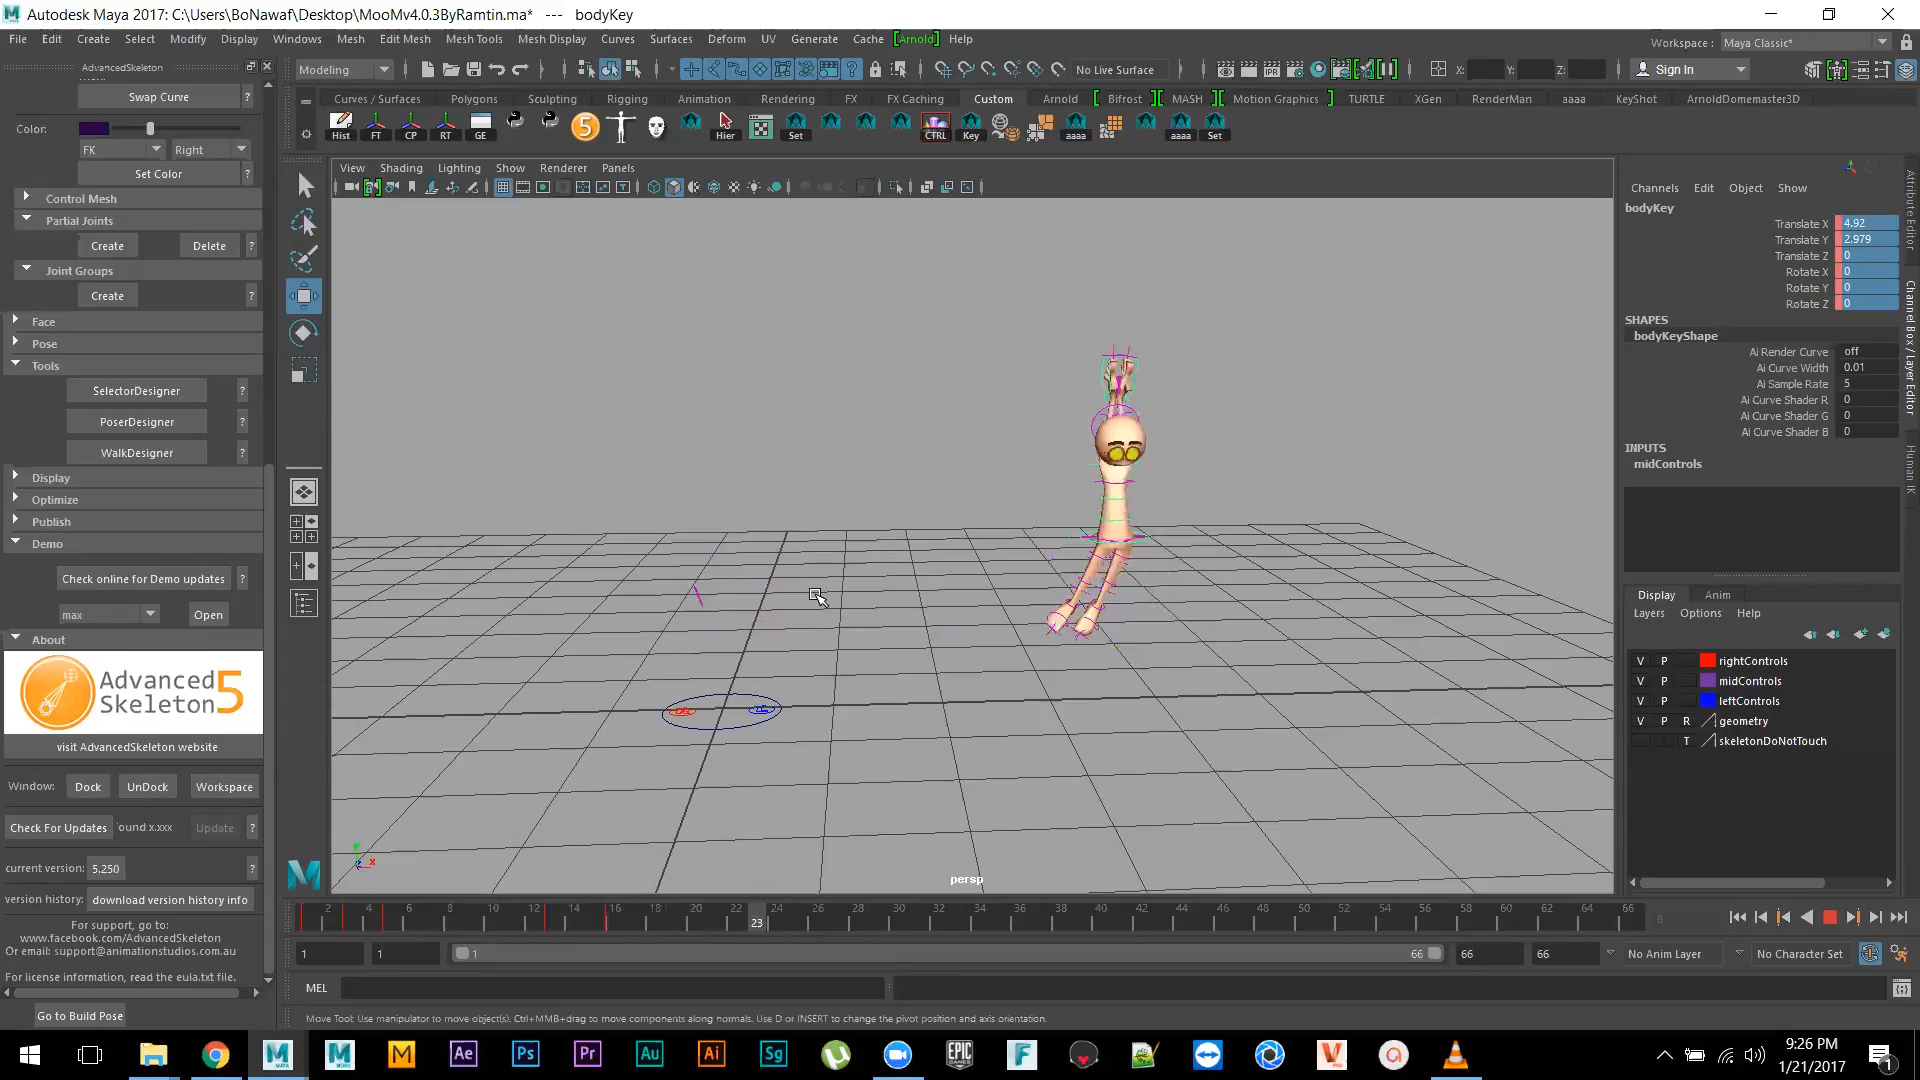 Autodesk Maya 2017: C:\Users\BoNawaf\Desktop\MooMv4.0.3ByRamtin.ma*   ---   bodyKey
File Edit Create Select Modify Display Windows Mesh Edit Mesh Mesh Tools Mesh Display Curves Surfaces Deform UV Generate Cache [Arnold] Help
Workspace : Maya Classic*
Modeling
No Live Surface
X: Y: Z:
Sign In
Curves / Surfaces Polygons Sculpting Rigging Animation Rendering FX FX Caching Custom Arnold Bifrost MASH Motion Graphics TURTLE XGen RenderMan aaaa KeyShot ArnoldDomemaster3D
Hist FT CP RT GE Hier Set CTRL Key aaaa aaaa Set
AdvancedSkeleton
Swap Curve ?
Color:
FK Right
Set Color ?
Control Mesh
Partial Joints
Create Delete ?
Joint Groups
Create ?
Face
Pose
Tools
SelectorDesigner ?
PoserDesigner ?
WalkDesigner ?
Display
Optimize
Publish
Demo
Check online for Demo updates ?
max Open
About
Advanced
Skeleton 5
visit AdvancedSkeleton website
Window: Dock UnDock Workspace
Check For Updates ound x.xxx Update ?
current version: 5.250 ?
version history: download version history info
For support, go to:
www.facebook.com/AdvancedSkeleton
Or email: support@animationstudios.com.au
For license information, read the eula.txt file.
Go to Build Pose
View Shading Lighting Show Renderer Panels
persp
Channels Edit Object Show
bodyKey
Translate X 4.92
Translate Y 2.979
Translate Z 0
Rotate X 0
Rotate Y 0
Rotate Z 0
SHAPES
bodyKeyShape
Ai Render Curve off
Ai Curve Width 0.01
Ai Sample Rate 5
Ai Curve Shader R 0
Ai Curve Shader G 0
Ai Curve Shader B 0
INPUTS
midControls
Attribute Editor
Channel Box / Layer Editor
Human IK
Display Anim
Layers Options Help
V P rightControls
V P midControls
V P leftControls
V P R geometry
T skeletonDoNotTouch
2 4 6 8 10 12 14 16 18 20 22 24 26 28 30 32 34 36 38 40 42 44 46 48 50 52 54 56 58 60 62 64 66
23
8
1 1 1 66 66 66 No Anim Layer No Character Set
MEL
Move Tool: Use manipulator to move object(s). Ctrl+MMB+drag to move components along normals. Use D or INSERT to change the pivot position and axis orientation.
9:26 PM
1/21/2017